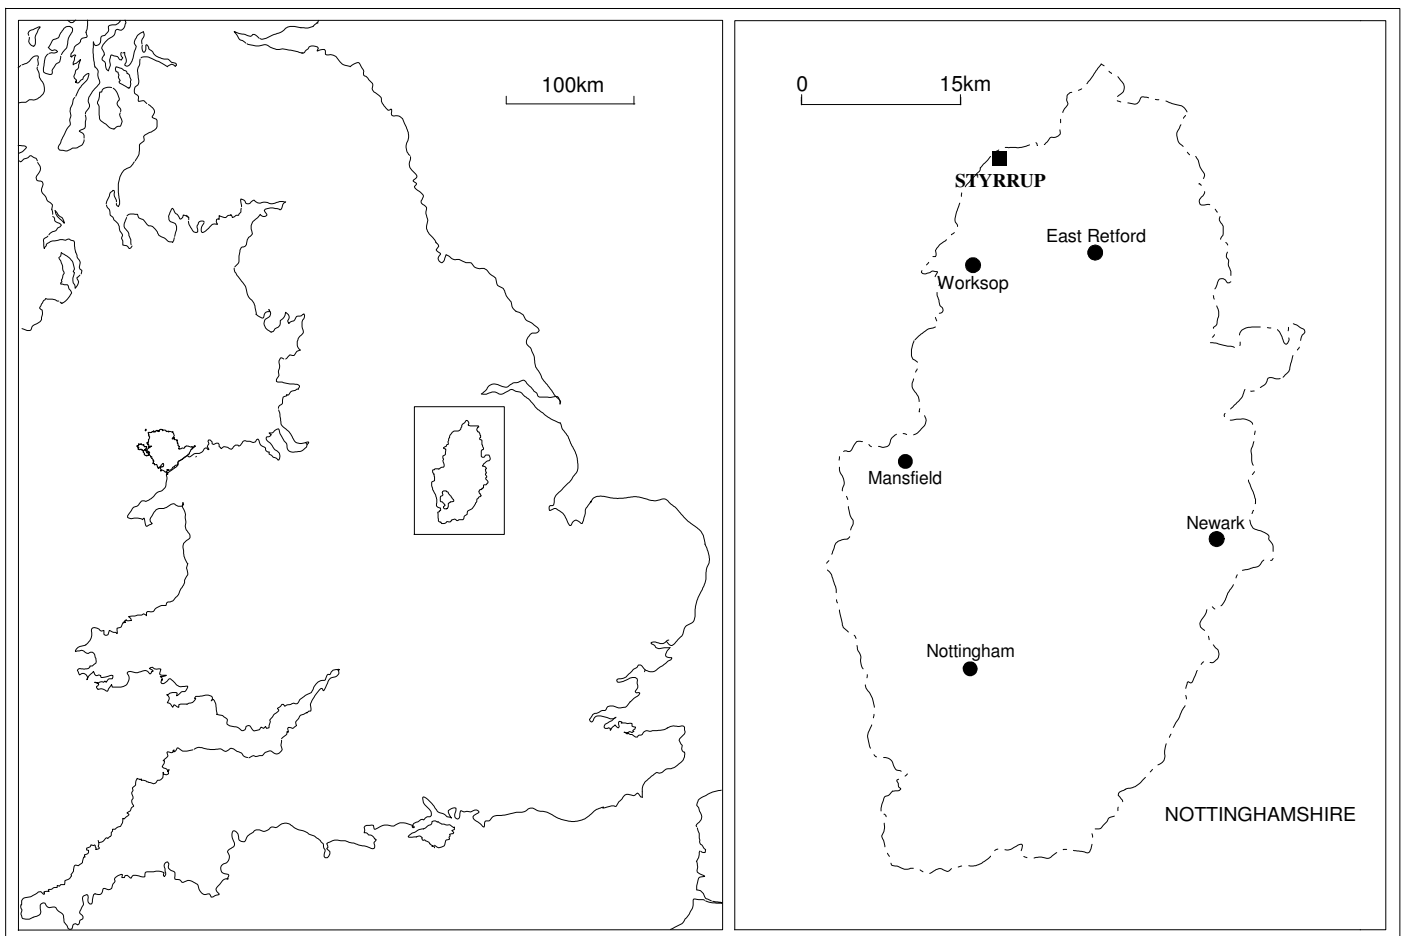 100km
0
15km
STYRRUP
East Retford
Worksop
Mansfield
Newark
Nottingham
NOTTINGHAMSHIRE